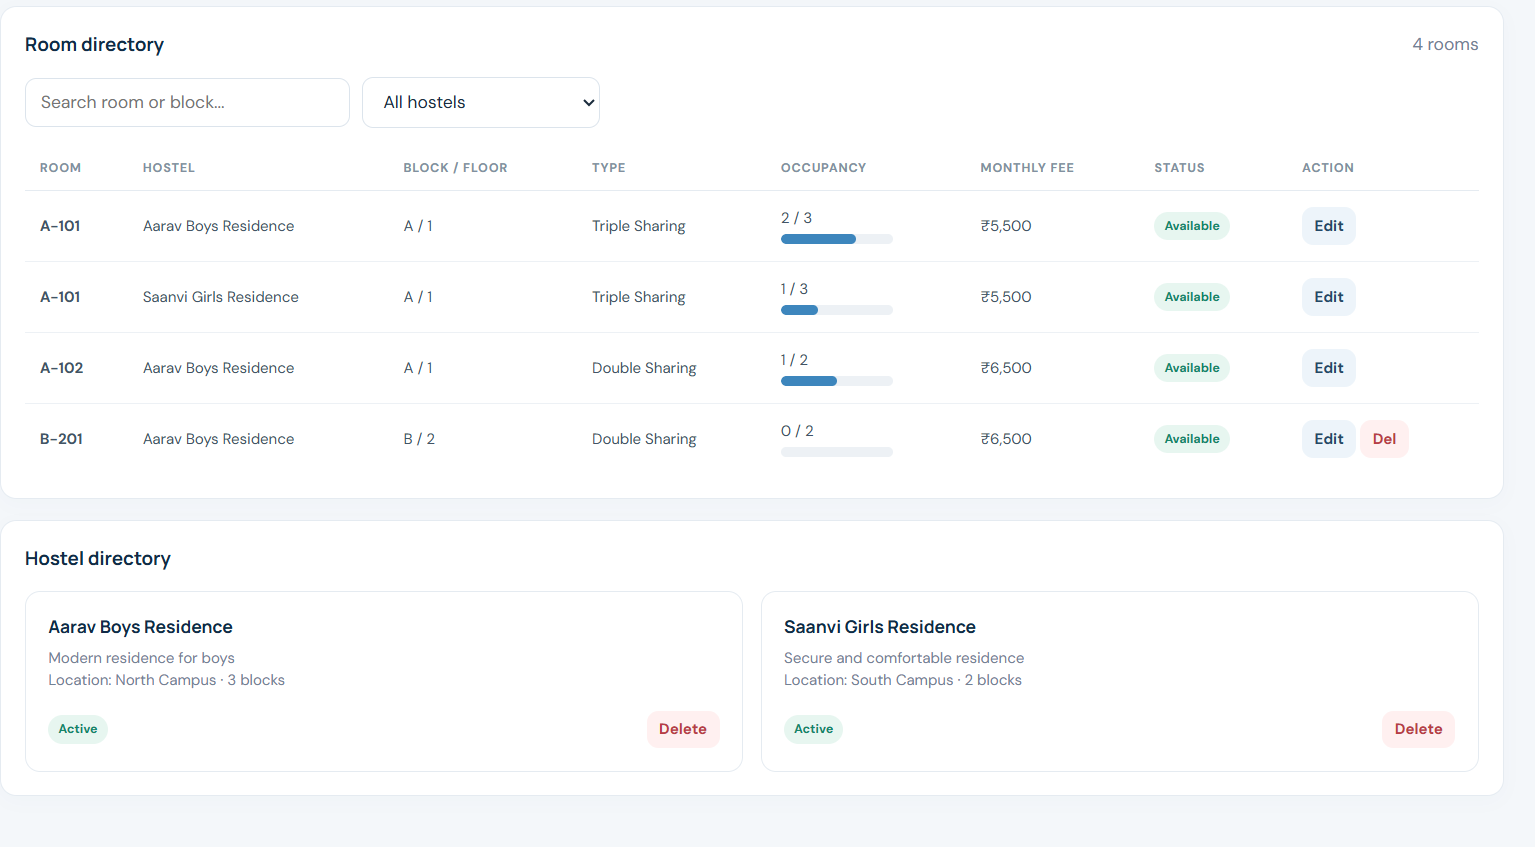 Room directory
4 rooms
Search room or block...
All hostels
ROOM HOSTEL BLOCK / FLOOR TYPE OCCUPANCY MONTHLY FEE STATUS ACTION
A-101 Aarav Boys Residence A / 1 Triple Sharing 2 / 3 ₹5,500 Available Edit
A-101 Saanvi Girls Residence A / 1 Triple Sharing 1 / 3 ₹5,500 Available Edit
A-102 Aarav Boys Residence A / 1 Double Sharing 1 / 2 ₹6,500 Available Edit
B-201 Aarav Boys Residence B / 2 Double Sharing 0 / 2 ₹6,500 Available Edit Del
Hostel directory
Aarav Boys Residence
Modern residence for boys
Location: North Campus · 3 blocks
Active Delete
Saanvi Girls Residence
Secure and comfortable residence
Location: South Campus · 2 blocks
Active Delete